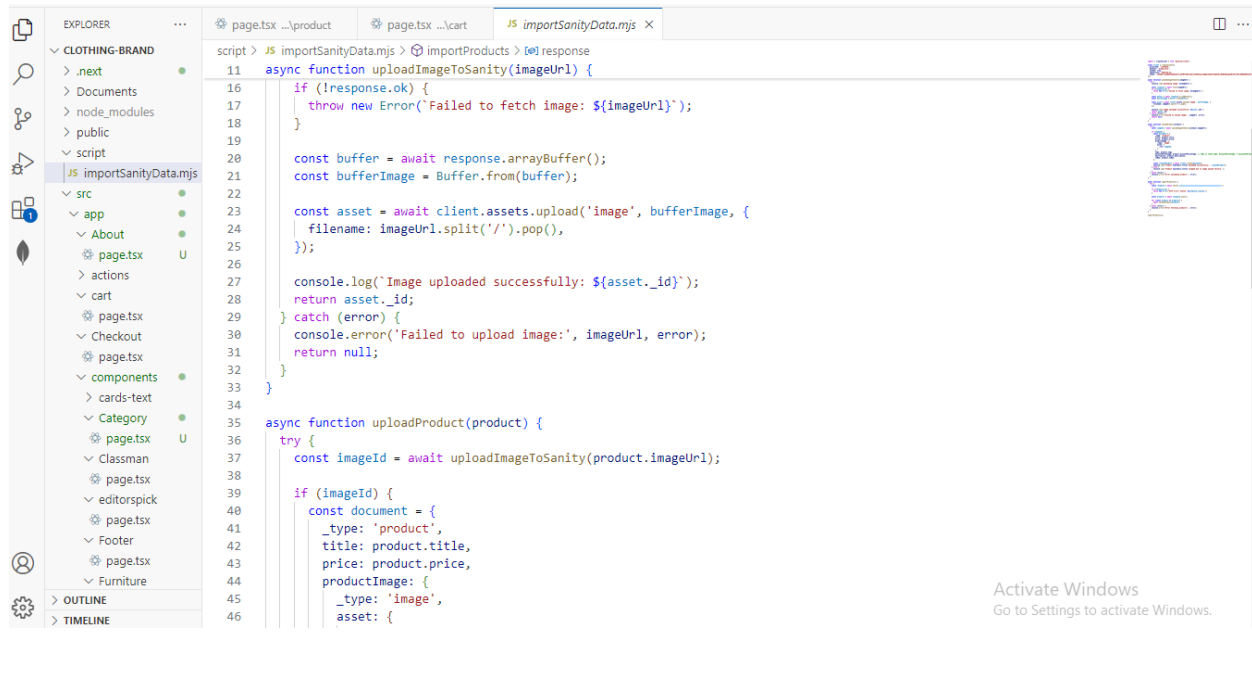 EXPLORER
CLOTHING-BRAND
.next
Documents
node_modules
public
script
JS importSanityData.mjs
src
app
About
page.tsx U
actions
cart
page.tsx
Checkout
page.tsx
components
cards-text
Category
page.tsx U
Classman
page.tsx
editorspick
page.tsx
Footer
page.tsx
Furniture
OUTLINE
TIMELINE
1
page.tsx ...\product
page.tsx ...\cart
JS importSanityData.mjs
script > JS importSanityData.mjs > importProducts > response
11 async function uploadImageToSanity(imageUrl) {
16 if (!response.ok) {
17 throw new Error(`Failed to fetch image: ${imageUrl}`);
18 }
19
20 const buffer = await response.arrayBuffer();
21 const bufferImage = Buffer.from(buffer);
22
23 const asset = await client.assets.upload('image', bufferImage, {
24 filename: imageUrl.split('/').pop(),
25 });
26
27 console.log(`Image uploaded successfully: ${asset._id}`);
28 return asset._id;
29 } catch (error) {
30 console.error('Failed to upload image:', imageUrl, error);
31 return null;
32 }
33 }
34
35 async function uploadProduct(product) {
36 try {
37 const imageId = await uploadImageToSanity(product.imageUrl);
38
39 if (imageId) {
40 const document = {
41 _type: 'product',
42 title: product.title,
43 price: product.price,
44 productImage: {
45 _type: 'image',
46 asset: {
Activate Windows
Go to Settings to activate Windows.